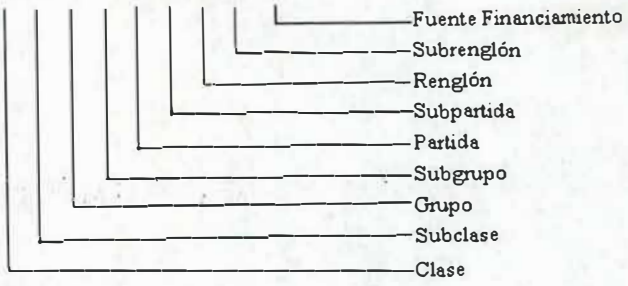 Fuente Financiamiento
Subrenglón
Renglón
Subpartida
Partida
Subgrupo
Grupo
Subclase
Clase